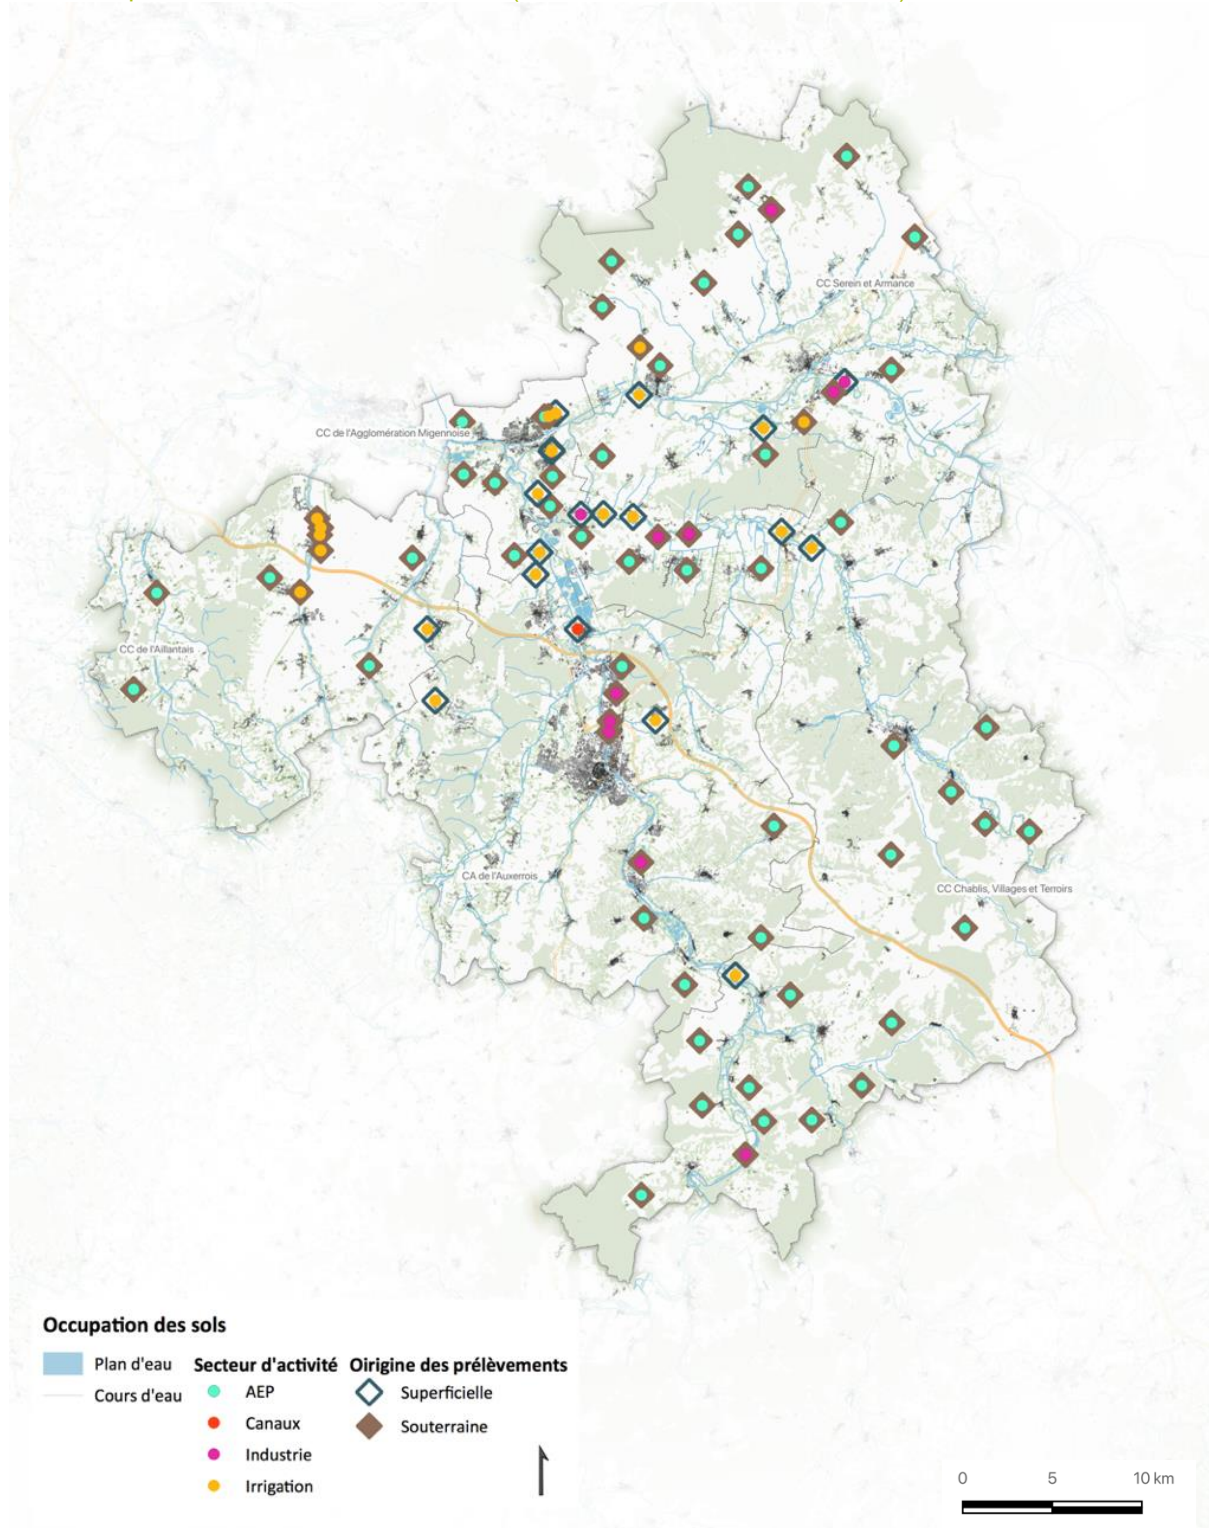 CC Serein et Armance
CC de l'Agglomération Migennoise
CC de l'Aillantais
CA de l'Auxerrois
CC Chablis, Villages et Terroirs
Occupation des sols
Plan d'eau
Cours d'eau
Secteur d'activité
AEP
Canaux
Industrie
Irrigation
Oirigine des prélèvements
Superficielle
Souterraine
0 5 10 km